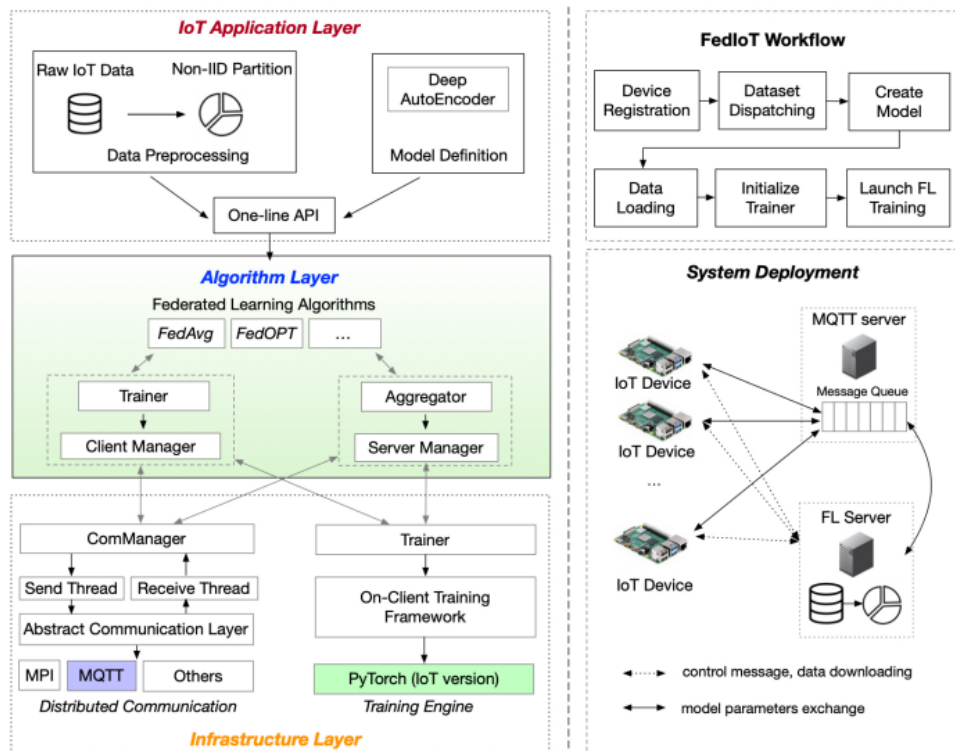 IoT Application Layer
Raw IoT Data
Non-IID Partition
Data Preprocessing
Deep
AutoEncoder
Model Definition
One-line API
Algorithm Layer
Federated Learning Algorithms
FedAvg
FedOPT
...
Trainer
Client Manager
Aggregator
Server Manager
ComManager
Send Thread
Receive Thread
Abstract Communication Layer
MPI
MQTT
Others
Distributed Communication
Trainer
On-Client Training
Framework
PyTorch (IoT version)
Training Engine
Infrastructure Layer
FedIoT Workflow
Device
Registration
Dataset
Dispatching
Create
Model
Data
Loading
Initialize
Trainer
Launch FL
Training
System Deployment
MQTT server
Message Queue
IoT Device
IoT Device
...
IoT Device
FL Server
control message, data downloading
model parameters exchange